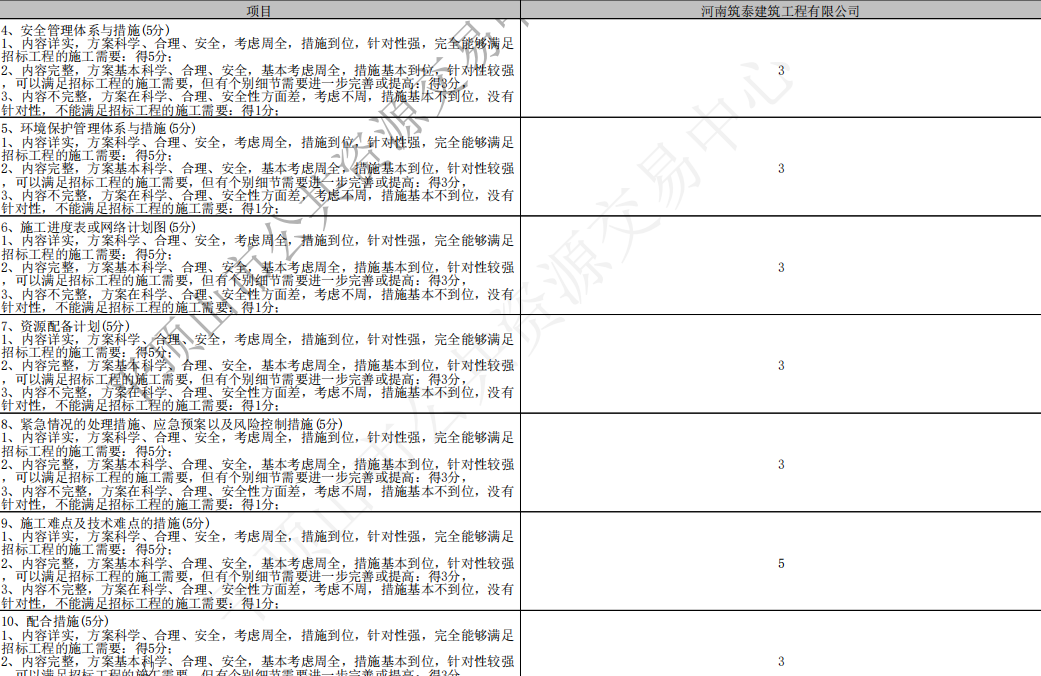 项目
河南筑泰建筑工程有限公司
4、安全管理体系与措施(5分)
1、内容详实，方案科学、合理、安全，考虑周全，措施到位，针对性强，完全能够满足
招标工程的施工需要：得5分；
2、内容完整，方案基本科学、合理、安全，基本考虑周全，措施基本到位，针对性较强
，可以满足招标工程的施工需要，但有个别细节需要进一步完善或提高：得3分，
3、内容不完整，方案在科学、合理、安全性方面差，考虑不周，措施基本不到位，没有
针对性，不能满足招标工程的施工需要：得1分；
3
5、环境保护管理体系与措施(5分)
1、内容详实，方案科学、合理、安全，考虑周全，措施到位，针对性强，完全能够满足
招标工程的施工需要：得5分；
2、内容完整，方案基本科学、合理、安全，基本考虑周全，措施基本到位，针对性较强
，可以满足招标工程的施工需要，但有个别细节需要进一步完善或提高：得3分，
3、内容不完整，方案在科学、合理、安全性方面差，考虑不周，措施基本不到位，没有
针对性，不能满足招标工程的施工需要：得1分；
3
6、施工进度表或网络计划图(5分)
1、内容详实，方案科学、合理、安全，考虑周全，措施到位，针对性强，完全能够满足
招标工程的施工需要：得5分；
2、内容完整，方案基本科学、合理、安全，基本考虑周全，措施基本到位，针对性较强
，可以满足招标工程的施工需要，但有个别细节需要进一步完善或提高：得3分，
3、内容不完整，方案在科学、合理、安全性方面差，考虑不周，措施基本不到位，没有
针对性，不能满足招标工程的施工需要：得1分；
3
7、资源配备计划(5分)
1、内容详实，方案科学、合理、安全，考虑周全，措施到位，针对性强，完全能够满足
招标工程的施工需要：得5分；
2、内容完整，方案基本科学、合理、安全，基本考虑周全，措施基本到位，针对性较强
，可以满足招标工程的施工需要，但有个别细节需要进一步完善或提高：得3分，
3、内容不完整，方案在科学、合理、安全性方面差，考虑不周，措施基本不到位，没有
针对性，不能满足招标工程的施工需要：得1分；
3
8、紧急情况的处理措施、应急预案以及风险控制措施(5分)
1、内容详实，方案科学、合理、安全，考虑周全，措施到位，针对性强，完全能够满足
招标工程的施工需要：得5分；
2、内容完整，方案基本科学、合理、安全，基本考虑周全，措施基本到位，针对性较强
，可以满足招标工程的施工需要，但有个别细节需要进一步完善或提高：得3分，
3、内容不完整，方案在科学、合理、安全性方面差，考虑不周，措施基本不到位，没有
针对性，不能满足招标工程的施工需要：得1分；
3
9、施工难点及技术难点的措施(5分)
1、内容详实，方案科学、合理、安全，考虑周全，措施到位，针对性强，完全能够满足
招标工程的施工需要：得5分；
2、内容完整，方案基本科学、合理、安全，基本考虑周全，措施基本到位，针对性较强
，可以满足招标工程的施工需要，但有个别细节需要进一步完善或提高：得3分，
3、内容不完整，方案在科学、合理、安全性方面差，考虑不周，措施基本不到位，没有
针对性，不能满足招标工程的施工需要：得1分；
5
10、配合措施(5分)
1、内容详实，方案科学、合理、安全，考虑周全，措施到位，针对性强，完全能够满足
招标工程的施工需要：得5分；
2、内容完整，方案基本科学、合理、安全，基本考虑周全，措施基本到位，针对性较强
，可以满足招标工程的施工需要，但有个别细节需要进一步完善或提高：得3分，
3
平顶山市公共资源交易中
平顶山市公共资源交易中心